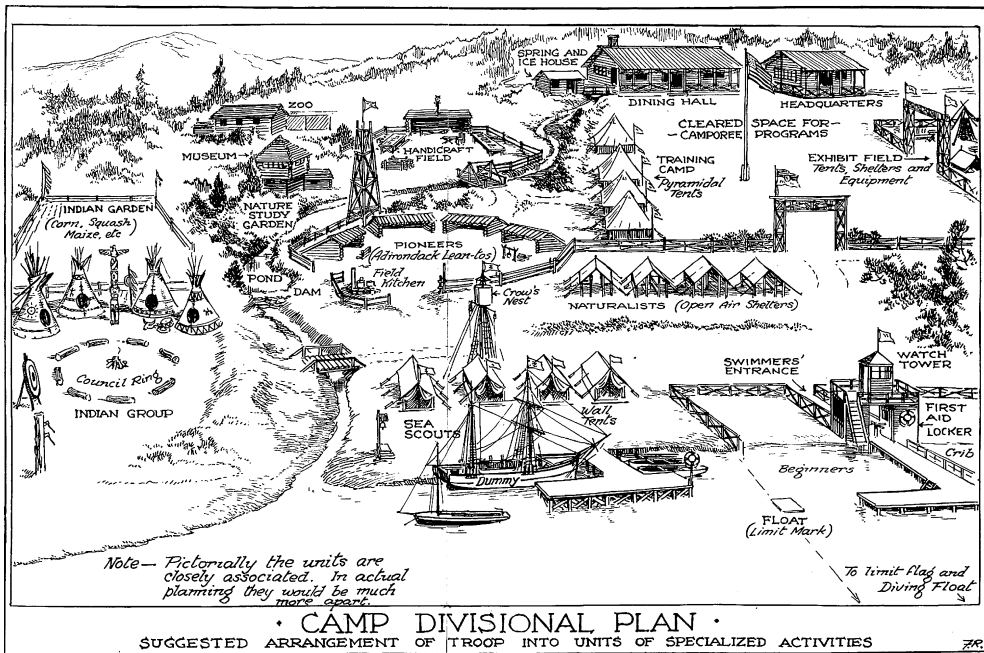 SPRING AND
ICE HOUSE
DINING HALL
HEADQUARTERS
ZOO
CLEARED SPACE FOR
CAMPOREE PROGRAMS
HANDICRAFT
FIELD
MUSEUM
TRAINING
CAMP
Pyramidal
Tents
EXHIBIT FIELD
Tents, Shelters and
Equipment
INDIAN GARDEN
(Corn, Squash)
Maize, etc
NATURE
STUDY
GARDEN
PIONEERS
(Adirondack Lean-tos)
Field
Kitchen
POND
DAM
Crow's
Nest
NATURALISTS (Open Air Shelters)
Council Ring
INDIAN GROUP
SWIMMERS'
ENTRANCE
WATCH
TOWER
SEA
SCOUTS
Wall
Tents
FIRST
AID
LOCKER
Crib
Dummy
Beginners
FLOAT
(Limit Mark)
Note— Pictorially the units are
closely associated. In actual
planning they would be much
more apart.
To limit flag and
Diving Float
· CAMP DIVISIONAL PLAN ·
SUGGESTED ARRANGEMENT OF TROOP INTO UNITS OF SPECIALIZED ACTIVITIES
F.R.